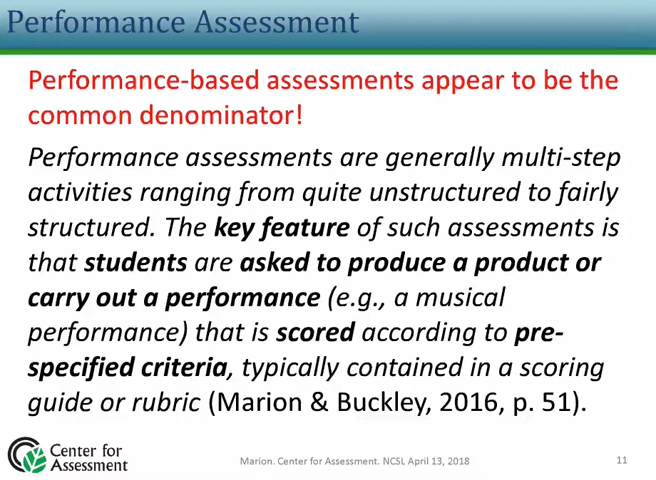 Performance Assessment
Performance-based assessments appear to be the
common denominator!
Performance assessments are generally multi-step
activities ranging from quite unstructured to fairly
structured. The key feature of such assessments is
that students are asked to produce a product or
carry out a performance (e.g., a musical
performance) that is scored according to pre-
specified criteria, typically contained in a scoring
guide or rubric (Marion & Buckley, 2016, p. 51).
Center for
Assessment
Marion. Center for Assessment. NCSL April 13, 2018
11